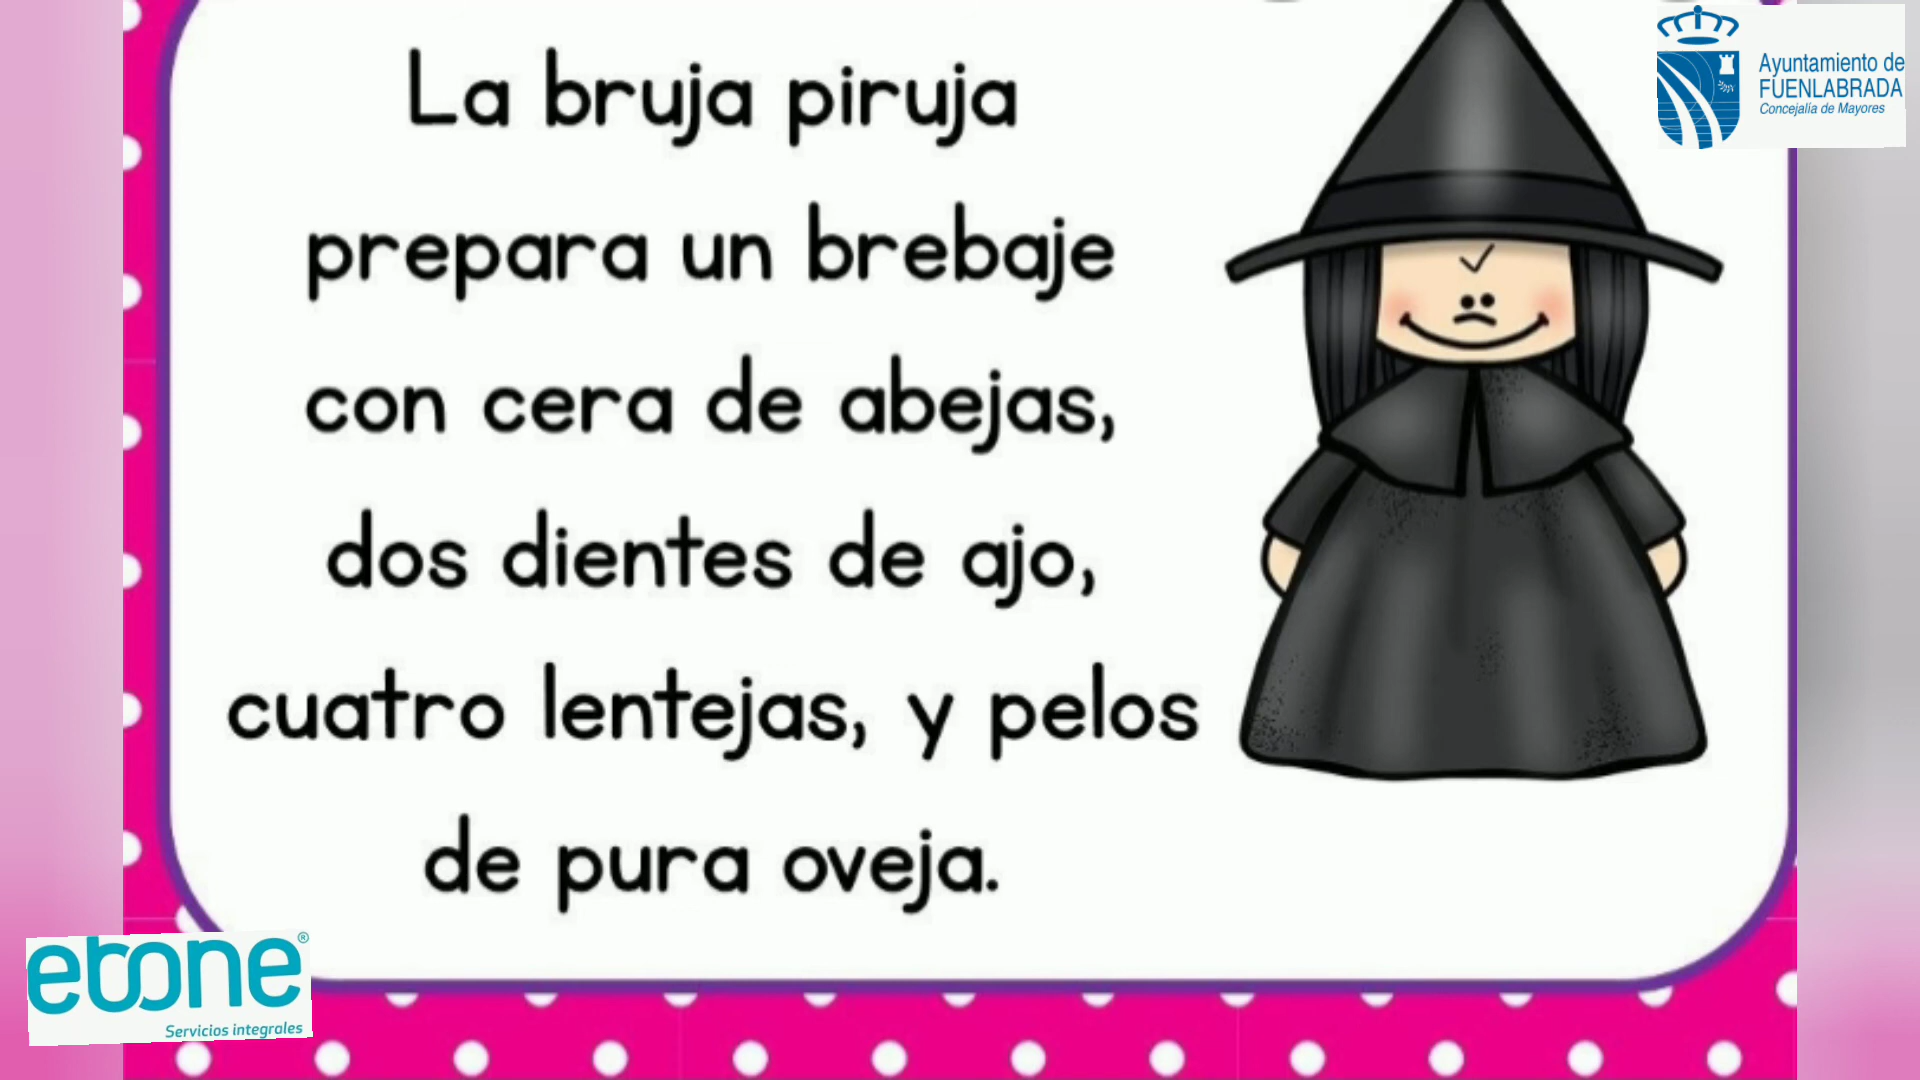 La bruja piruja
prepara un brebaje
con cera de abejas,
dos dientes de ajo,
cuatro lentejas, y pelos
de pura oveja.
Ayuntamiento de
FUENLABRADA
Concejalía de Mayores
ebone®
Servicios integrales